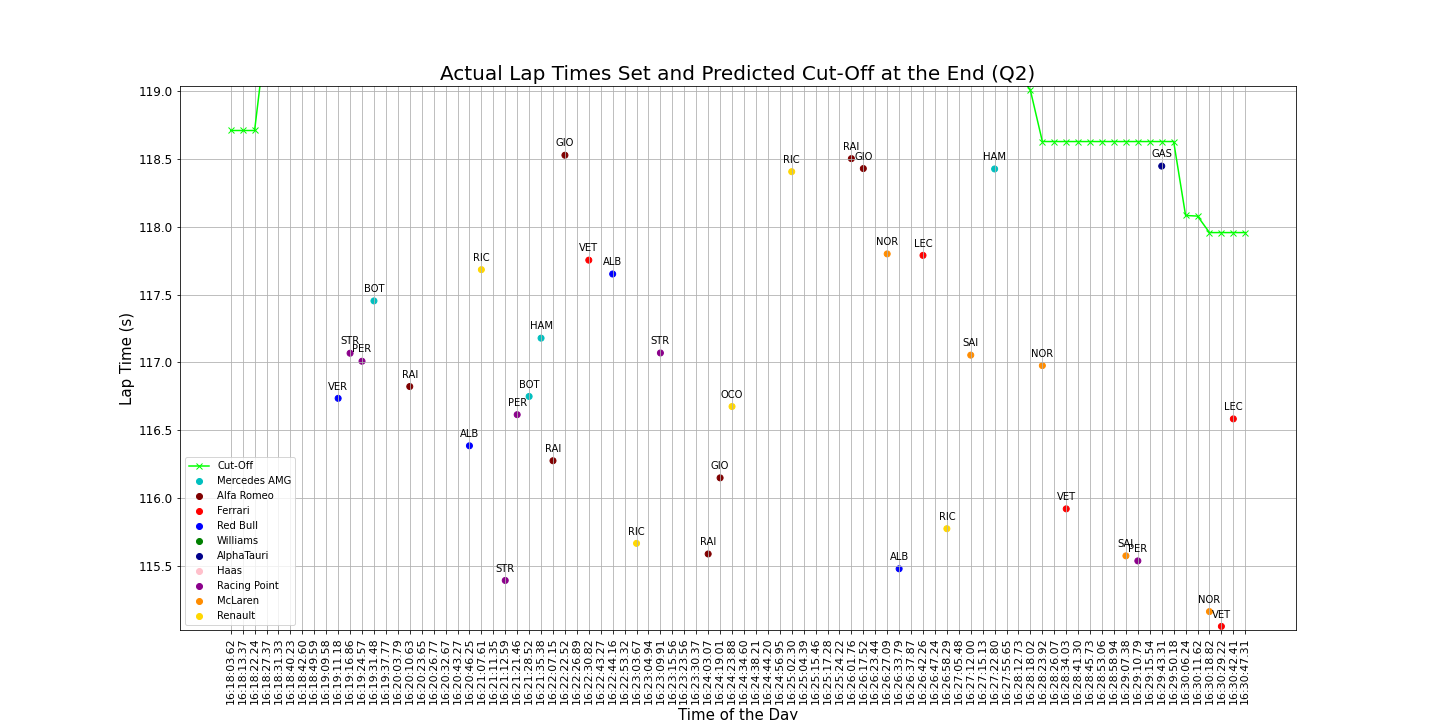 Actual Lap Times Set and Predicted Cut-Off at the End (Q2)
Lap Time (s)
119.0
118.5
118.0
117.5
117.0
116.5
116.0
115.5
VER
STR
PER
BOT
RAI
ALB
RIC
STR
PER
BOT
HAM
RAI
GIO
VET
ALB
RIC
STR
RAI
GIO
OCO
RIC
RAI
GIO
NOR
ALB
LEC
RIC
SAI
HAM
NOR
VET
SAI
PER
GAS
NOR
VET
LEC
Cut-Off
Mercedes AMG
Alfa Romeo
Ferrari
Red Bull
Williams
AlphaTauri
Haas
Racing Point
McLaren
Renault
16:18:03.62
16:18:13.37
16:18:23.24
16:18:27.37
16:18:31.33
16:18:40.23
16:18:42.60
16:18:49.59
16:19:09.58
16:19:11.18
16:19:16.86
16:19:24.57
16:19:31.48
16:19:37.77
16:20:03.79
16:20:10.63
16:20:23.65
16:20:26.77
16:20:32.67
16:20:43.27
16:20:46.25
16:21:07.61
16:21:11.35
16:21:12.59
16:21:21.46
16:21:28.52
16:21:35.38
16:22:07.15
16:22:22.52
16:22:26.89
16:22:30.82
16:22:43.27
16:22:44.16
16:22:53.32
16:23:03.67
16:23:04.94
16:23:09.91
16:23:15.56
16:23:23.56
16:23:30.37
16:24:03.07
16:24:19.01
16:24:23.88
16:24:34.60
16:24:38.21
16:24:44.20
16:24:56.95
16:25:02.30
16:25:04.39
16:25:15.46
16:25:17.28
16:25:24.22
16:26:01.76
16:26:17.52
16:26:23.44
16:26:27.09
16:26:33.79
16:26:37.87
16:26:42.26
16:26:47.24
16:26:58.29
16:27:05.48
16:27:12.00
16:27:15.13
16:27:22.80
16:27:55.65
16:28:12.73
16:28:18.02
16:28:23.92
16:28:26.07
16:28:34.03
16:28:41.30
16:28:45.73
16:28:53.06
16:28:58.94
16:29:07.38
16:29:10.79
16:29:15.54
16:29:43.31
16:29:50.18
16:30:06.24
16:30:11.62
16:30:18.82
16:30:29.22
16:30:42.41
16:30:47.31
Time of the Day